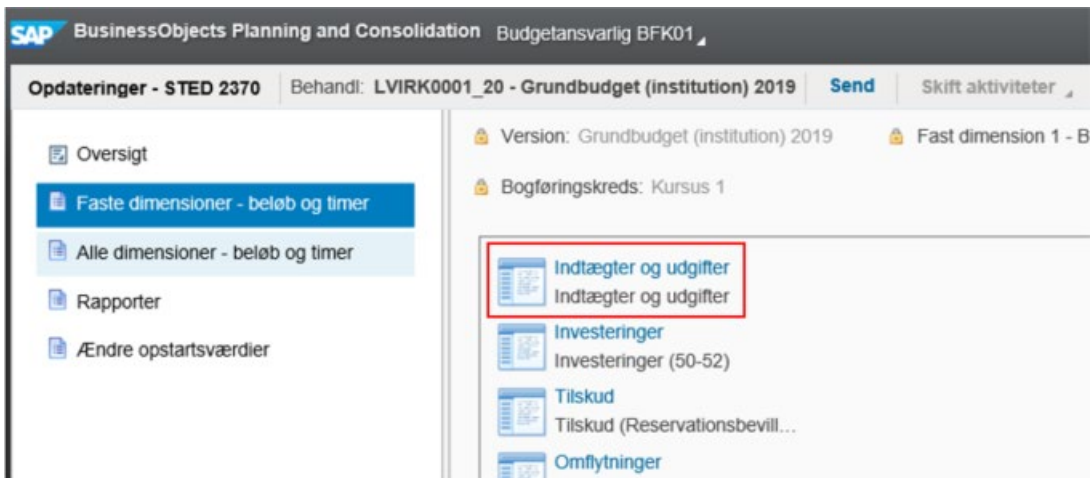 SAP BusinessObjects Planning and Consolidation Budgetansvarlig BFK01
Opdateringer - STED 2370 Behandl: LVIRK0001_20 - Grundbudget (institution) 2019 Send Skift aktiviteter
Oversigt
Faste dimensioner - beløb og timer
Alle dimensioner - beløb og timer
Rapporter
Ændre opstartsværdier
Version: Grundbudget (institution) 2019 Fast dimension 1 - B
Bogføringskreds: Kursus 1
Indtægter og udgifter
Indtægter og udgifter
Investeringer
Investeringer (50-52)
Tilskud
Tilskud (Reservationsbevill...
Omflytninger